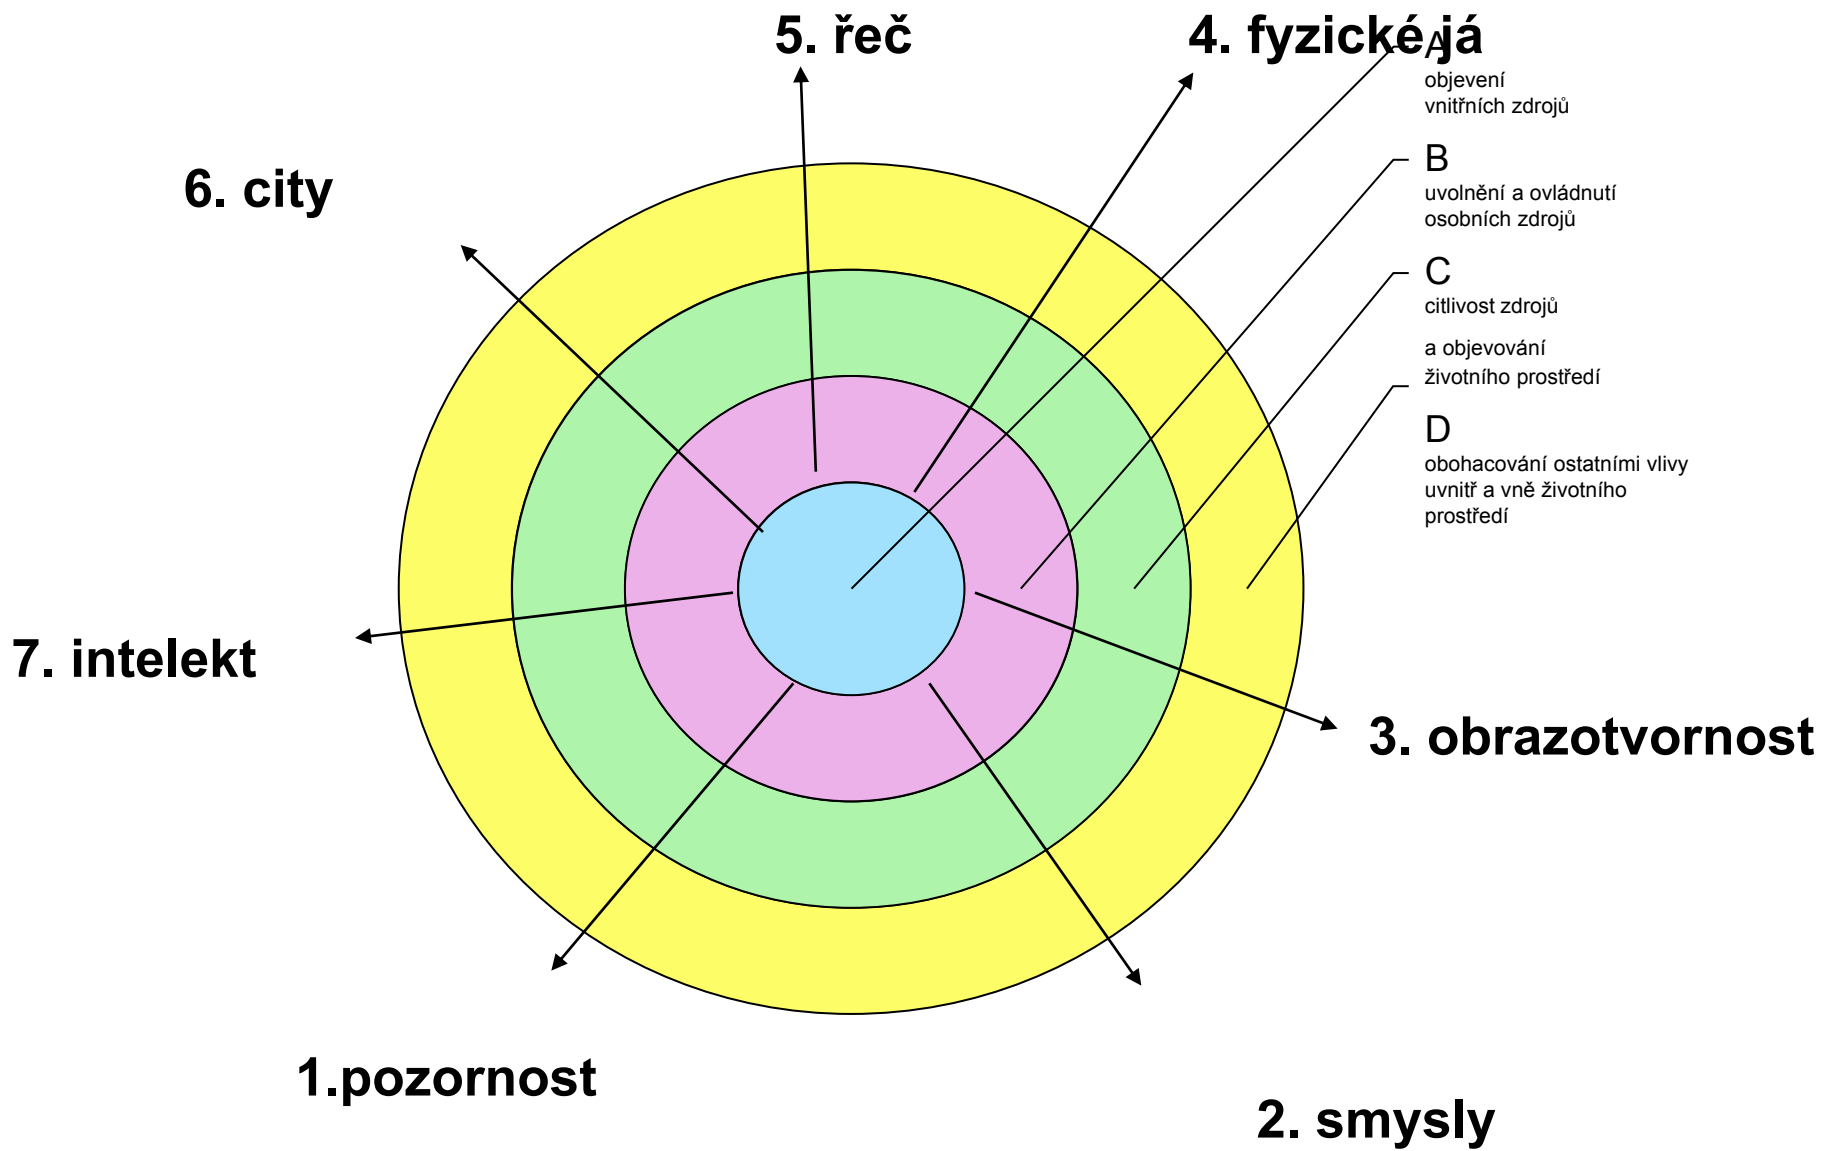 5. řeč
4. fyzické já
A
objevení
vnitřních zdrojů
B
uvolnění a ovládnutí
osobních zdrojů
6. city
C
citlivost zdrojů
a objevování
životního prostředí
D
obohacování ostatními vlivy
uvnitř a vně životního
prostředí
7. intelekt
3. obrazotvornost
1.pozornost
2. smysly